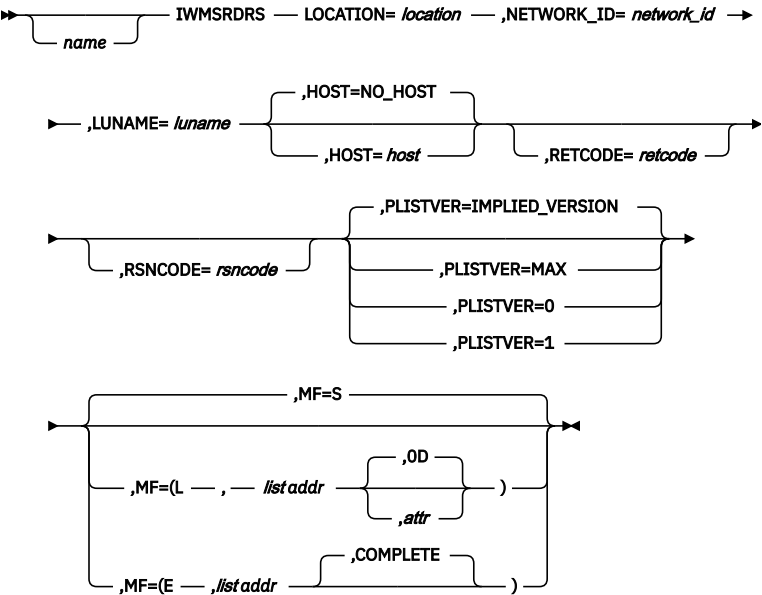 IWMSRDRS LOCATION= location ,NETWORK_ID= network_id
name
,HOST=NO_HOST
,LUNAME= luname
,HOST= host ,RETCODE= retcode
,PLISTVER=IMPLIED_VERSION
,RSNCODE= rsncode ,PLISTVER=MAX
,PLISTVER=0
,PLISTVER=1
,MF=S
,0D
,MF=(L , list addr )
,attr
,COMPLETE
,MF=(E ,list addr )